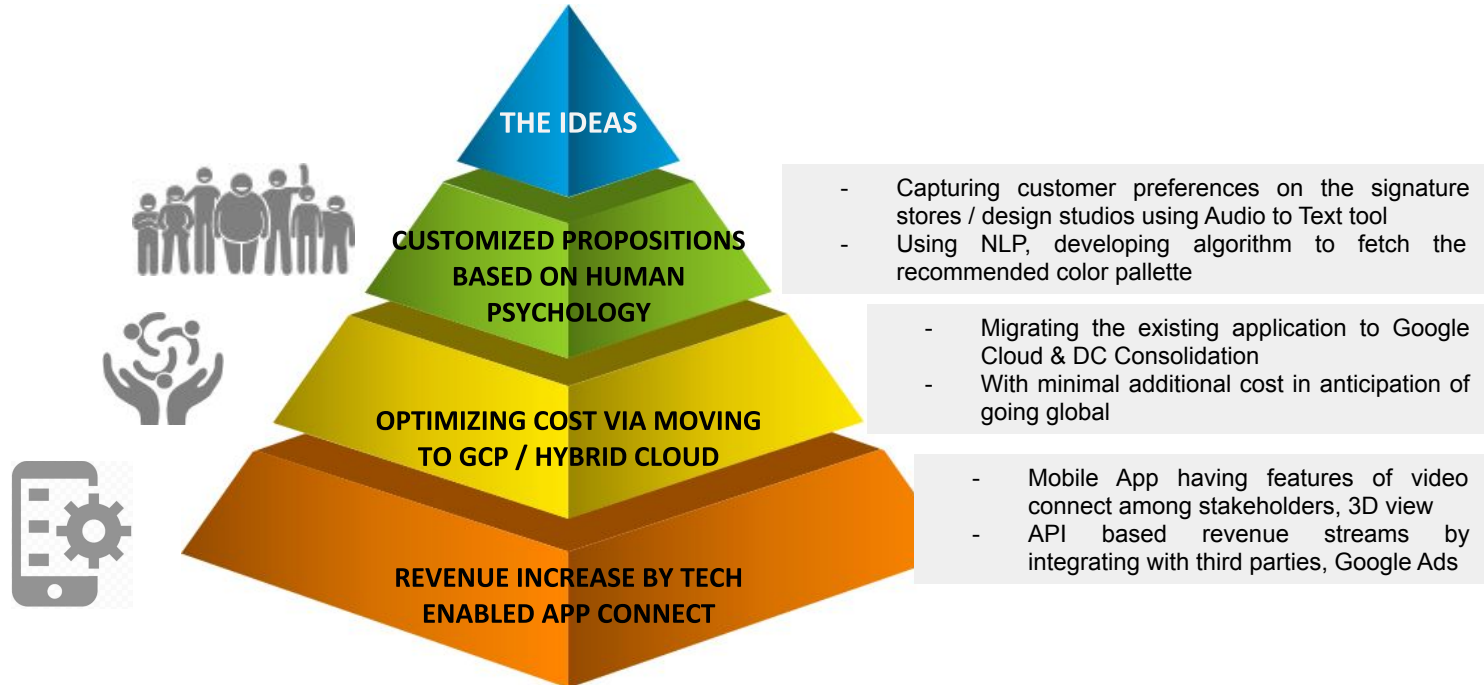 THE IDEAS
CUSTOMIZED PROPOSITIONS
BASED ON HUMAN
PSYCHOLOGY
- Capturing customer preferences on the signature
stores / design studios using Audio to Text tool
- Using NLP, developing algorithm to fetch the
recommended color pallette
OPTIMIZING COST VIA MOVING
TO GCP / HYBRID CLOUD
- Migrating the existing application to Google
Cloud & DC Consolidation
- With minimal additional cost in anticipation of
going global
REVENUE INCREASE BY TECH
ENABLED APP CONNECT
- Mobile App having features of video
connect among stakeholders, 3D view
- API based revenue streams by
integrating with third parties, Google Ads